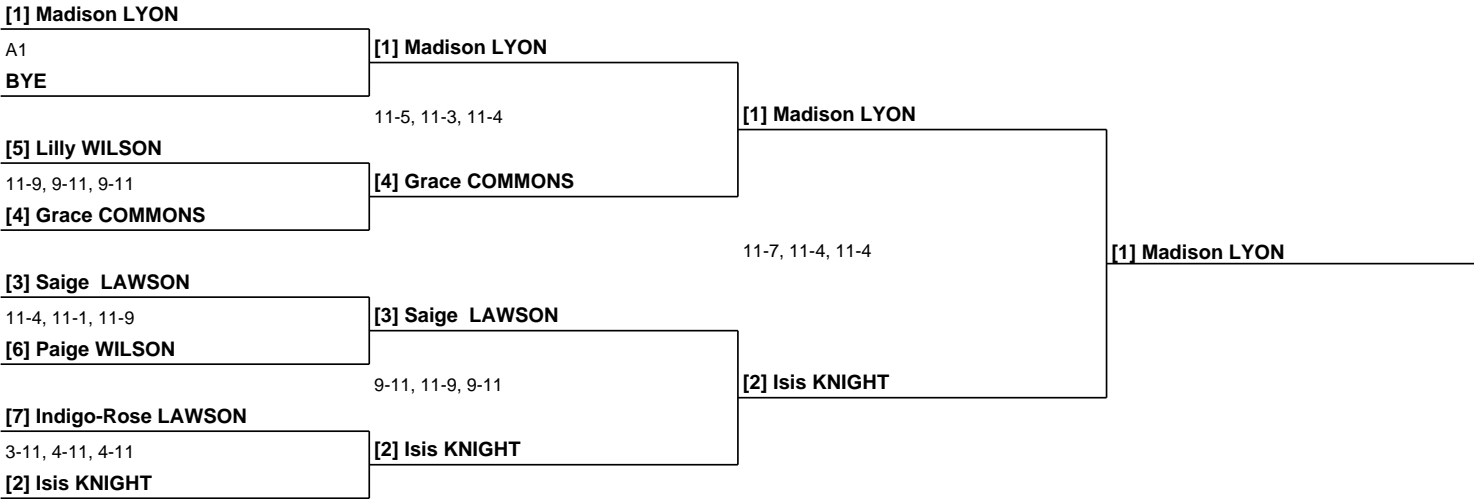 [1] Madison LYON
A1
BYE
[5] Lilly WILSON
11-9, 9-11, 9-11
[4] Grace COMMONS
[3] Saige  LAWSON
11-4, 11-1, 11-9
[6] Paige WILSON
[7] Indigo-Rose LAWSON
3-11, 4-11, 4-11
[2] Isis KNIGHT
[1] Madison LYON
11-5, 11-3, 11-4
[4] Grace COMMONS
[3] Saige  LAWSON
9-11, 11-9, 9-11
[2] Isis KNIGHT
[1] Madison LYON
11-7, 11-4, 11-4
[2] Isis KNIGHT
[1] Madison LYON